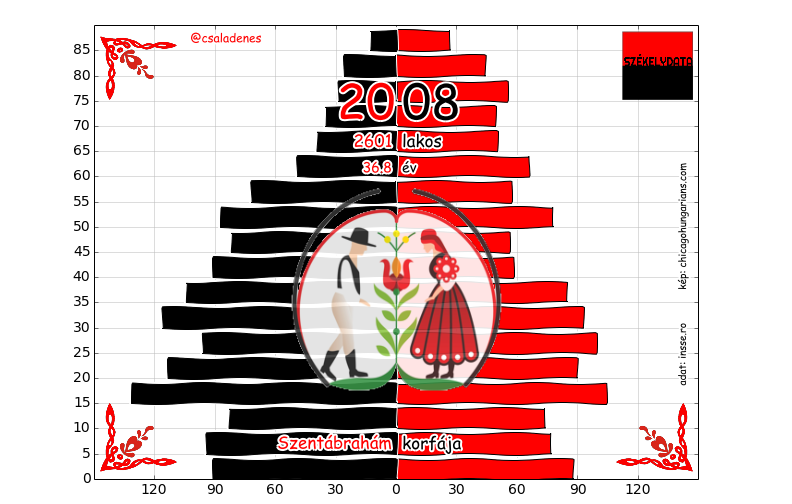 @csaladenes
SZÉKELYDATA
2008
2601 lakos
36.8 év
kép: chicagohungarians.com
adat: insse.ro
Szentábrahám korfája
85
80
75
70
65
60
55
50
45
40
35
30
25
20
15
10
5
0
120 90 60 30 0 30 60 90 120